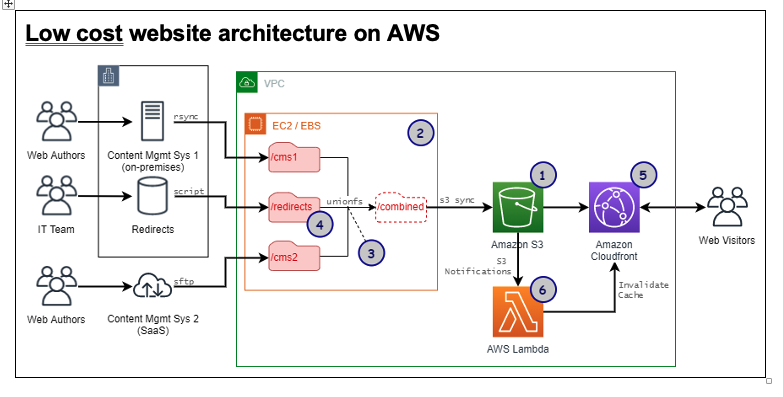 Low cost website architecture on AWS
VPC
EC2 / EBS
2
rsync
/cms1
Web Authors
Content Mgmt Sys 1
(on-premises)
1
5
script
/redirects
unionfs
/combined
s3 sync
4
3
IT Team
Redirects
Amazon S3
Amazon
Cloudfront
Web Visitors
/cms2
S3
Notifications
sftp
6
Invalidate
Cache
Web Authors
Content Mgmt Sys 2
(SaaS)
AWS Lambda